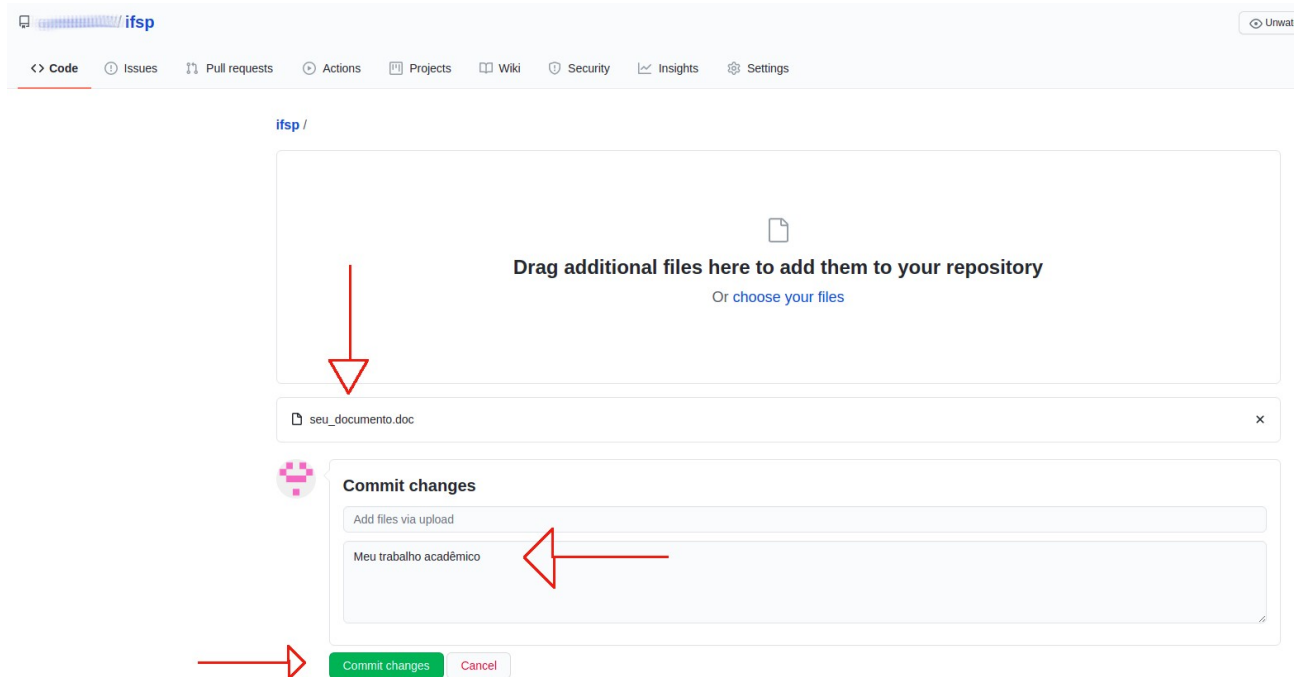 / ifsp
Unwat
Code Issues Pull requests Actions Projects Wiki Security Insights Settings
ifsp /
Drag additional files here to add them to your repository
Or choose your files
seu_documento.doc
Commit changes
Add files via upload
Meu trabalho acadêmico
Commit changes Cancel